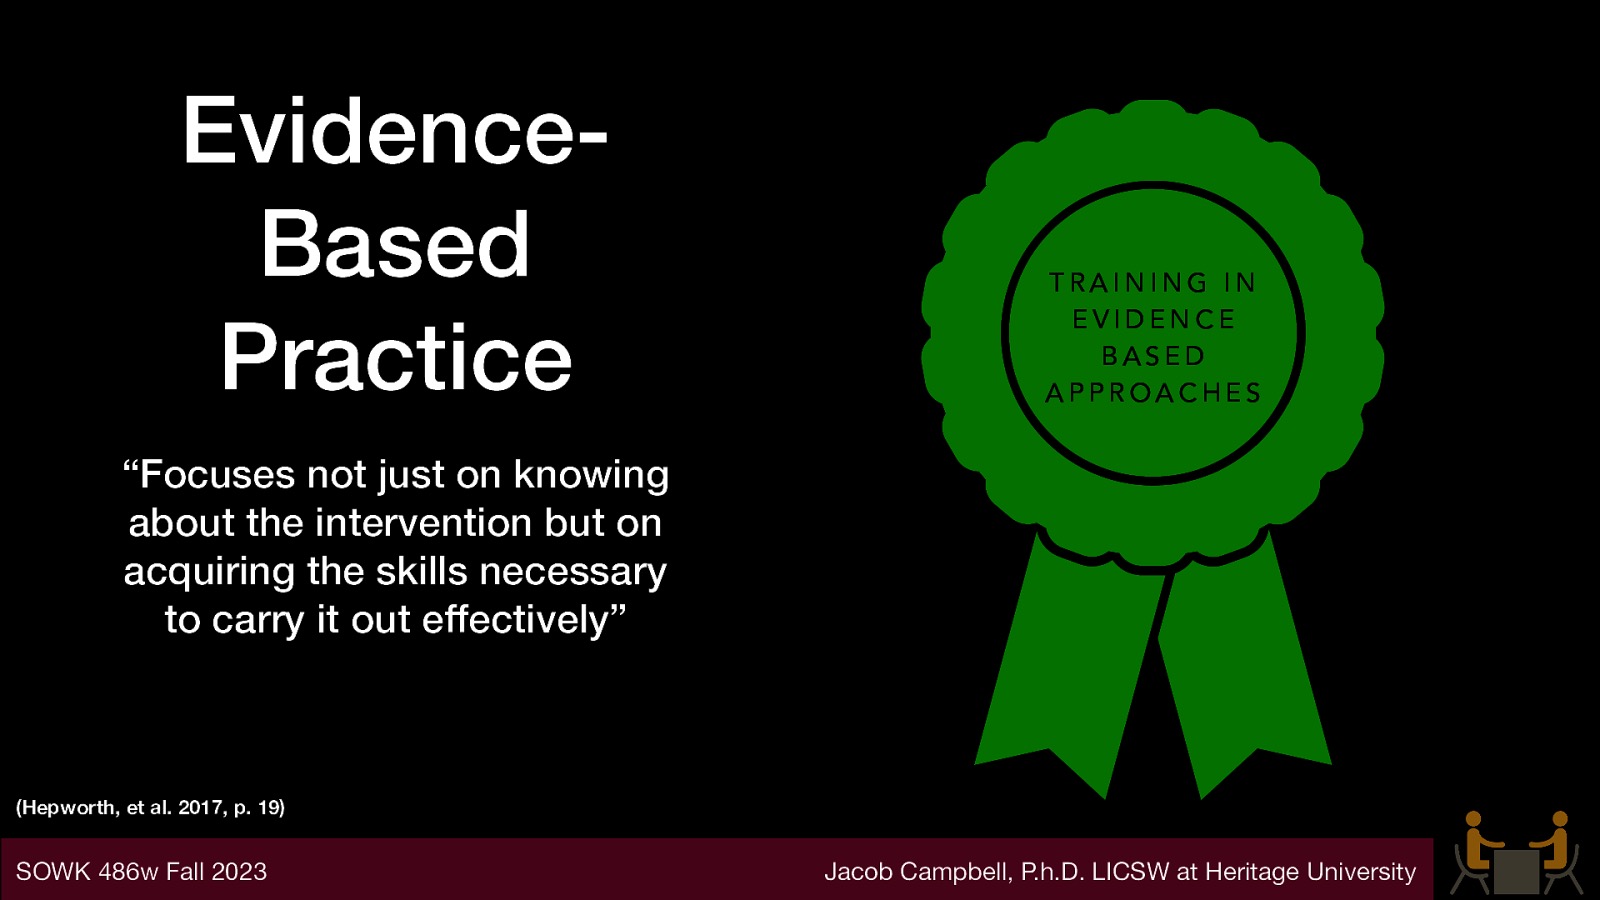 Evidence-
Based
Practice
“Focuses not just on knowing
about the intervention but on
acquiring the skills necessary
to carry it out effectively”
TRAINING IN
EVIDENCE
BASED
APPROACHES
(Hepworth, et al. 2017, p. 19)
SOWK 486w Fall 2023
Jacob Campbell, P.h.D. LICSW at Heritage University